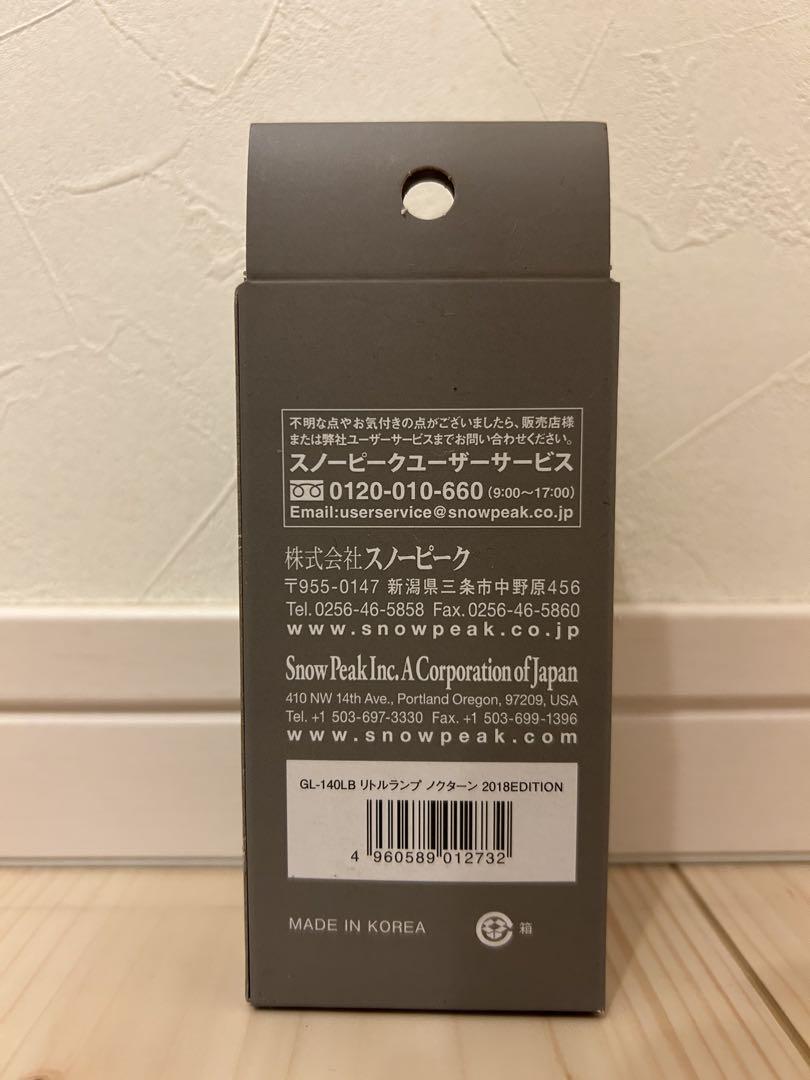 不明な点やお気付きの点がございましたら、販売店様
または弊社ユーザーサービスまでお問い合わせください。
スノーピークユーザーサービス
0120-010-660 (9:00〜17:00)
Email:userservice@snowpeak.co.jp
株式会社スノーピーク
〒955-0147 新潟県三条市中野原456
Tel. 0256-46-5858 Fax. 0256-46-5860
www.snowpeak.co.jp
Snow Peak Inc. A Corporation of Japan
410 NW 14th Ave., Portland Oregon, 97209, USA
Tel. +1 503-697-3330 Fax. +1 503-699-1396
www.snowpeak.com
GL-140LB リトルランプ ノクターン 2018EDITION
4 960589 012732
MADE IN KOREA
箱